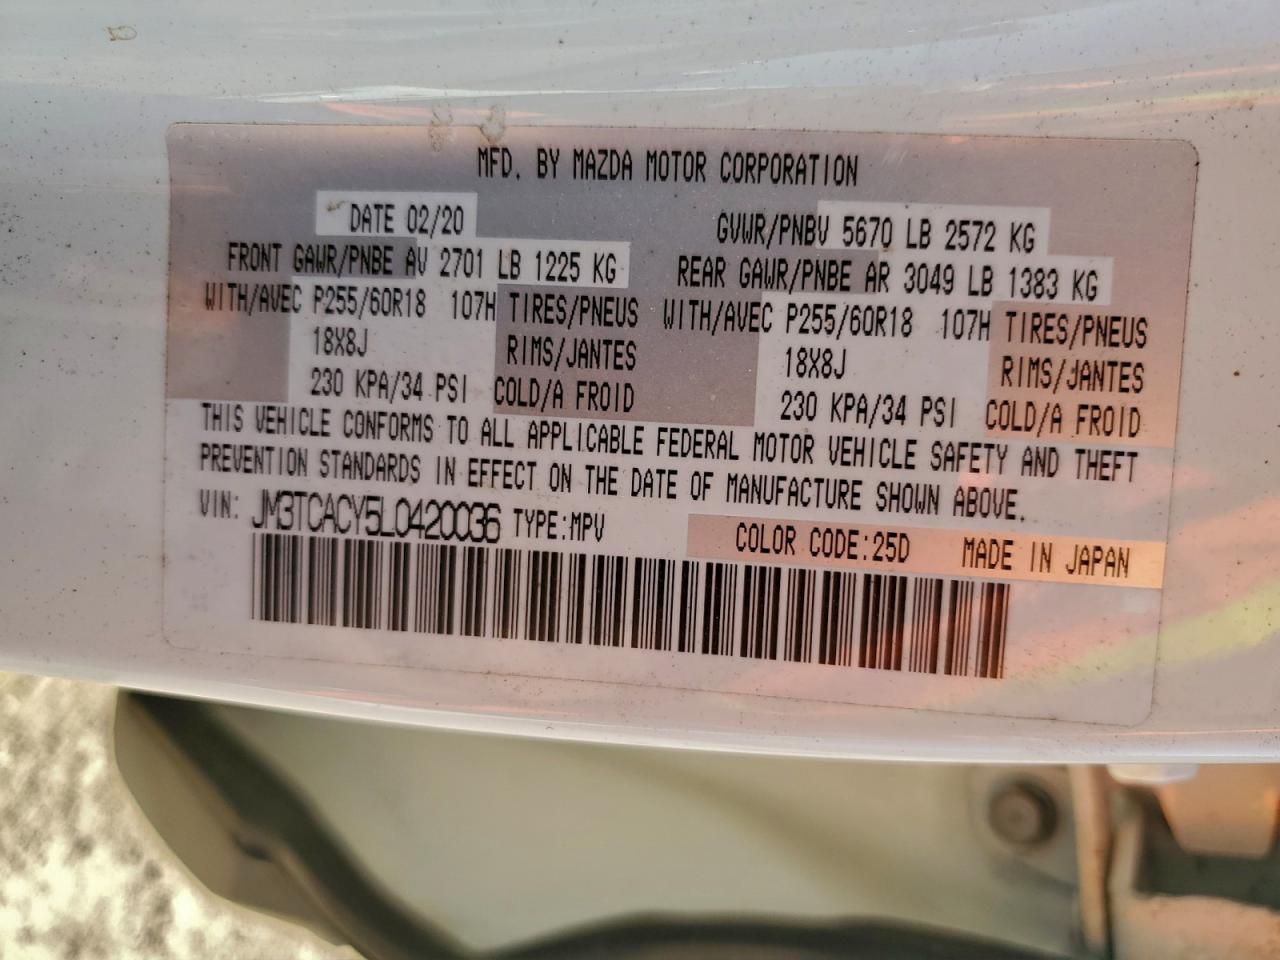 MFD. BY MAZDA MOTOR CORPORATION
DATE 02/20 GVWR/PNBV 5670 LB 2572 KG
FRONT GAWR/PNBE AV 2701 LB 1225 KG REAR GAWR/PNBE AR 3049 LB 1383 KG
WITH/AVEC P255/60R18 107H TIRES/PNEUS WITH/AVEC P255/60R18 107H TIRES/PNEUS
18X8J RIMS/JANTES 18X8J RIMS/JANTES
230 KPA/34 PSI COLD/A FROID 230 KPA/34 PSI COLD/A FROID
THIS VEHICLE CONFORMS TO ALL APPLICABLE FEDERAL MOTOR VEHICLE SAFETY AND THEFT
PREVENTION STANDARDS IN EFFECT ON THE DATE OF MANUFACTURE SHOWN ABOVE.
VIN: JM3TCACY5L0420036 TYPE:MPV COLOR CODE:25D MADE IN JAPAN